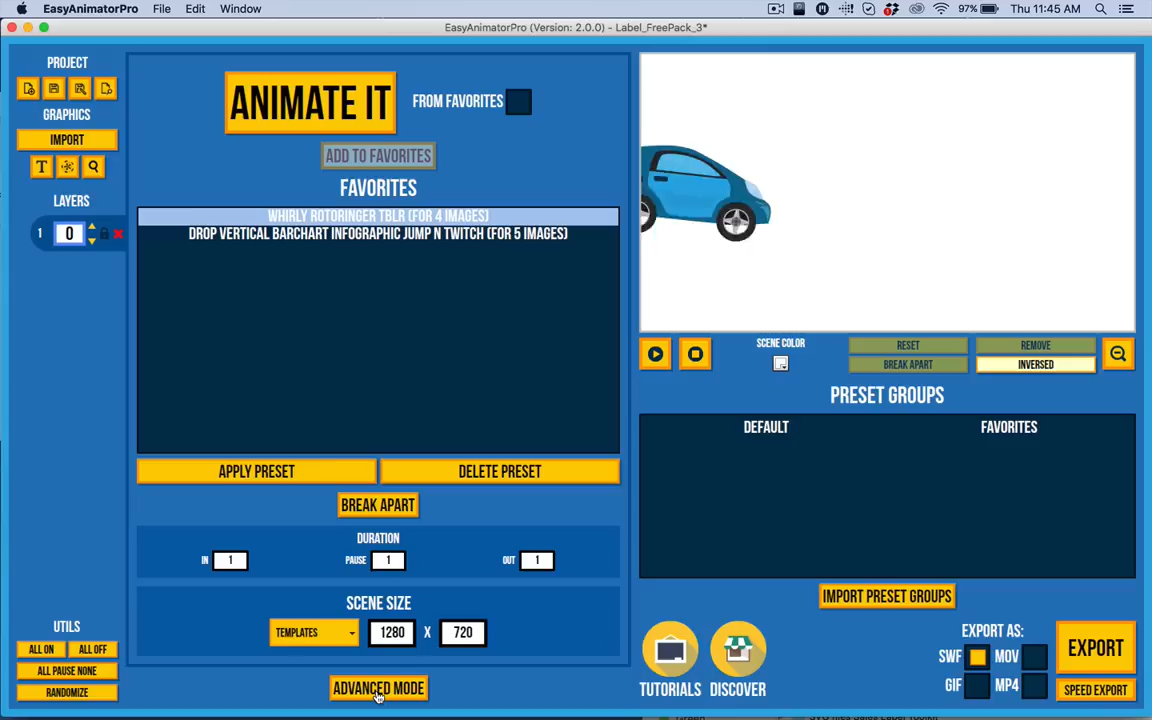 EasyAnimatorPro File Edit Window 97% Thu 11:45 AM
EasyAnimatorPro (Version: 2.0.0) - Label_FreePack_3*
PROJECT
GRAPHICS
IMPORT
T
LAYERS
1 0
UTILS
ALL ON ALL OFF
ALL PAUSE NONE
RANDOMIZE
ANIMATE IT FROM FAVORITES
ADD TO FAVORITES
FAVORITES
WHIRLY ROTORINGER TBLR (FOR 4 IMAGES)
DROP VERTICAL BARCHART INFOGRAPHIC JUMP N TWITCH (FOR 5 IMAGES)
APPLY PRESET DELETE PRESET
BREAK APART
DURATION
IN 1 PAUSE 1 OUT 1
SCENE SIZE
TEMPLATES 1280 X 720
ADVANCED MODE
SCENE COLOR
RESET REMOVE
BREAK APART INVERSED
PRESET GROUPS
DEFAULT FAVORITES
IMPORT PRESET GROUPS
TUTORIALS DISCOVER
EXPORT AS:
SWF MOV
GIF MP4
EXPORT
SPEED EXPORT